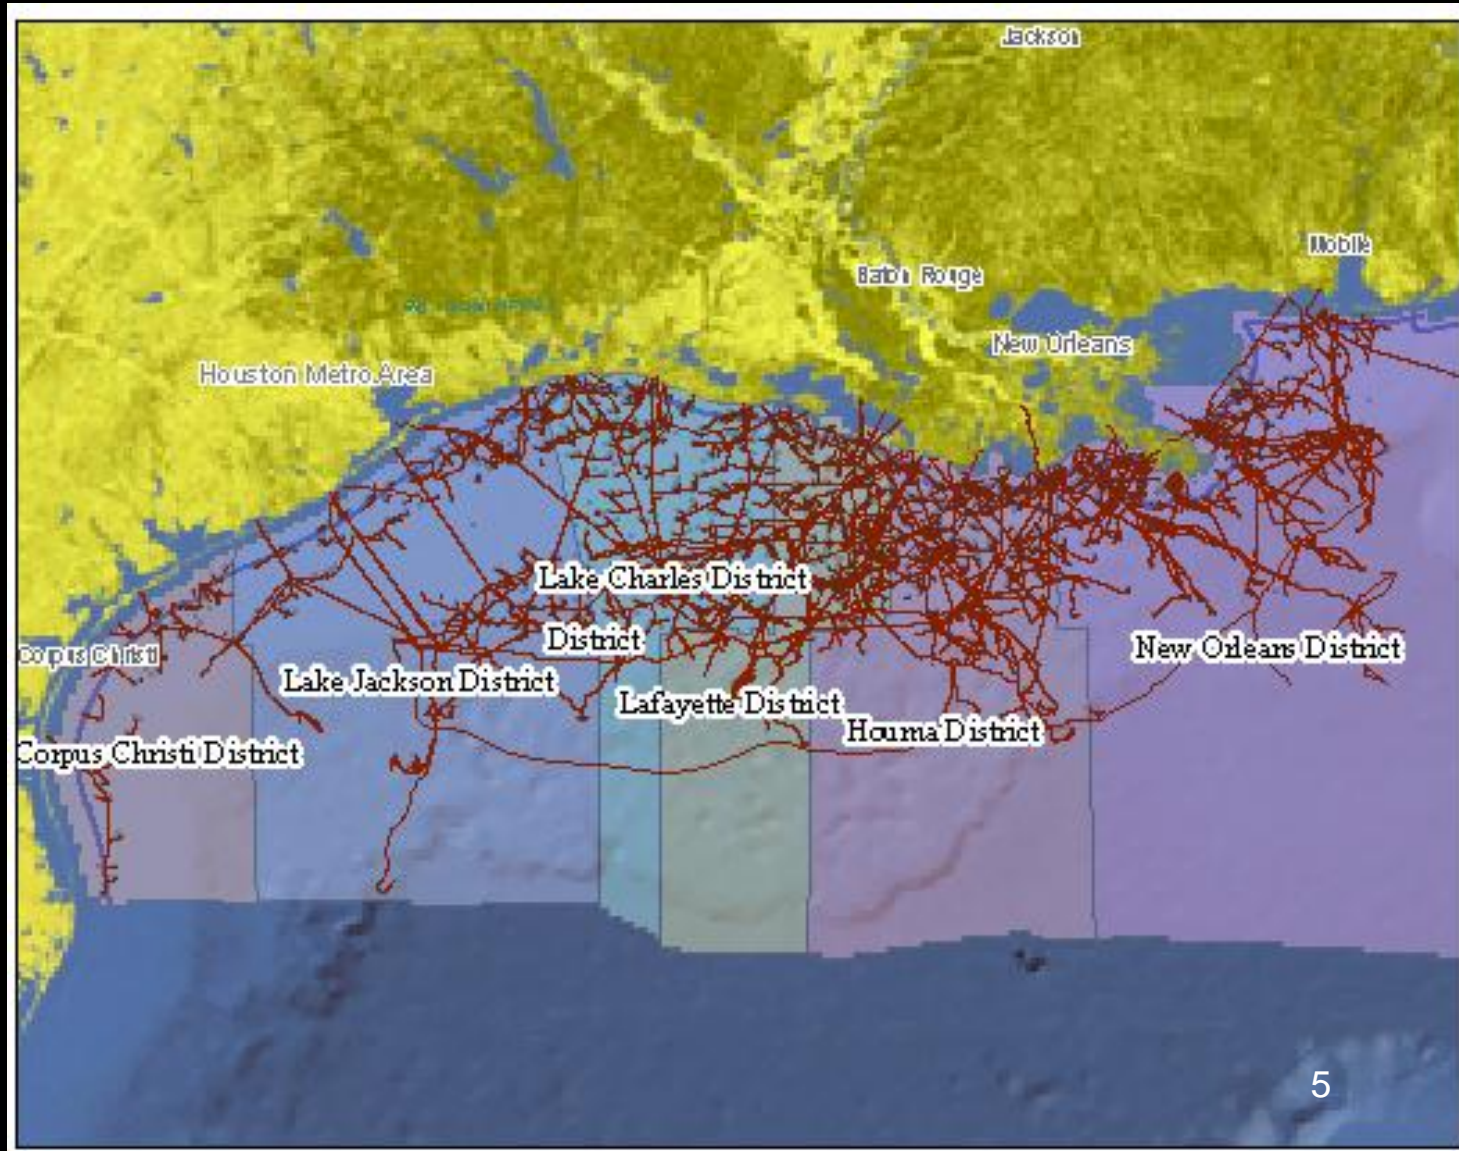 Jackson
Mobile
Baton Rouge
New Orleans
Houston Metro Area
Lake Charles District
District
New Orleans District
Corpus Christi
Lake Jackson District
Lafayette District
Houma District
Corpus Christi District
5